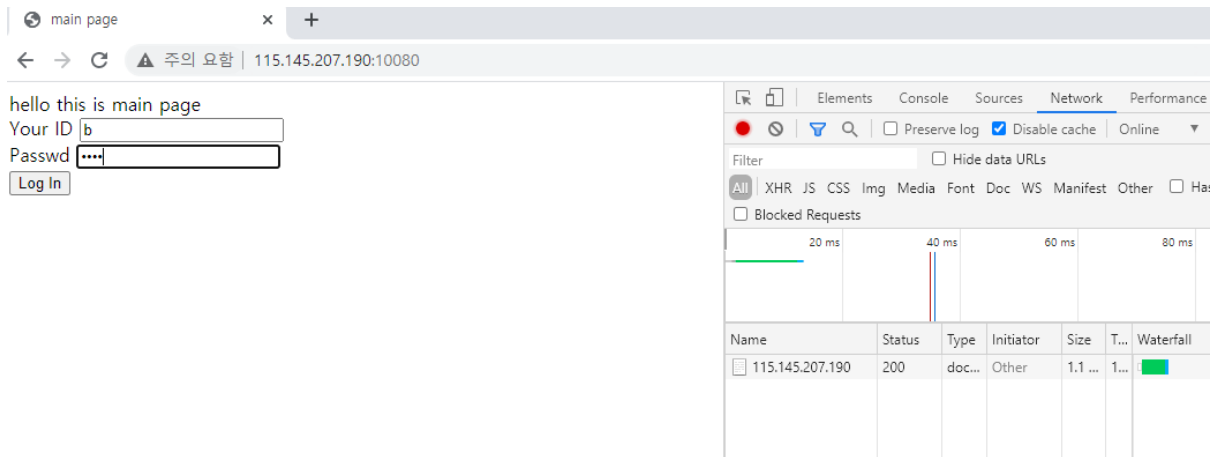 main page
주의 요함 115.145.207.190:10080
hello this is main page
Your ID b
Passwd ••••
Log In
Elements Console Sources Network Performance
Preserve log Disable cache Online
Filter Hide data URLs
All XHR JS CSS Img Media Font Doc WS Manifest Other Has
Blocked Requests
20 ms 40 ms 60 ms 80 ms
Name Status Type Initiator Size T... Waterfall
115.145.207.190 200 doc... Other 1.1 ... 1...